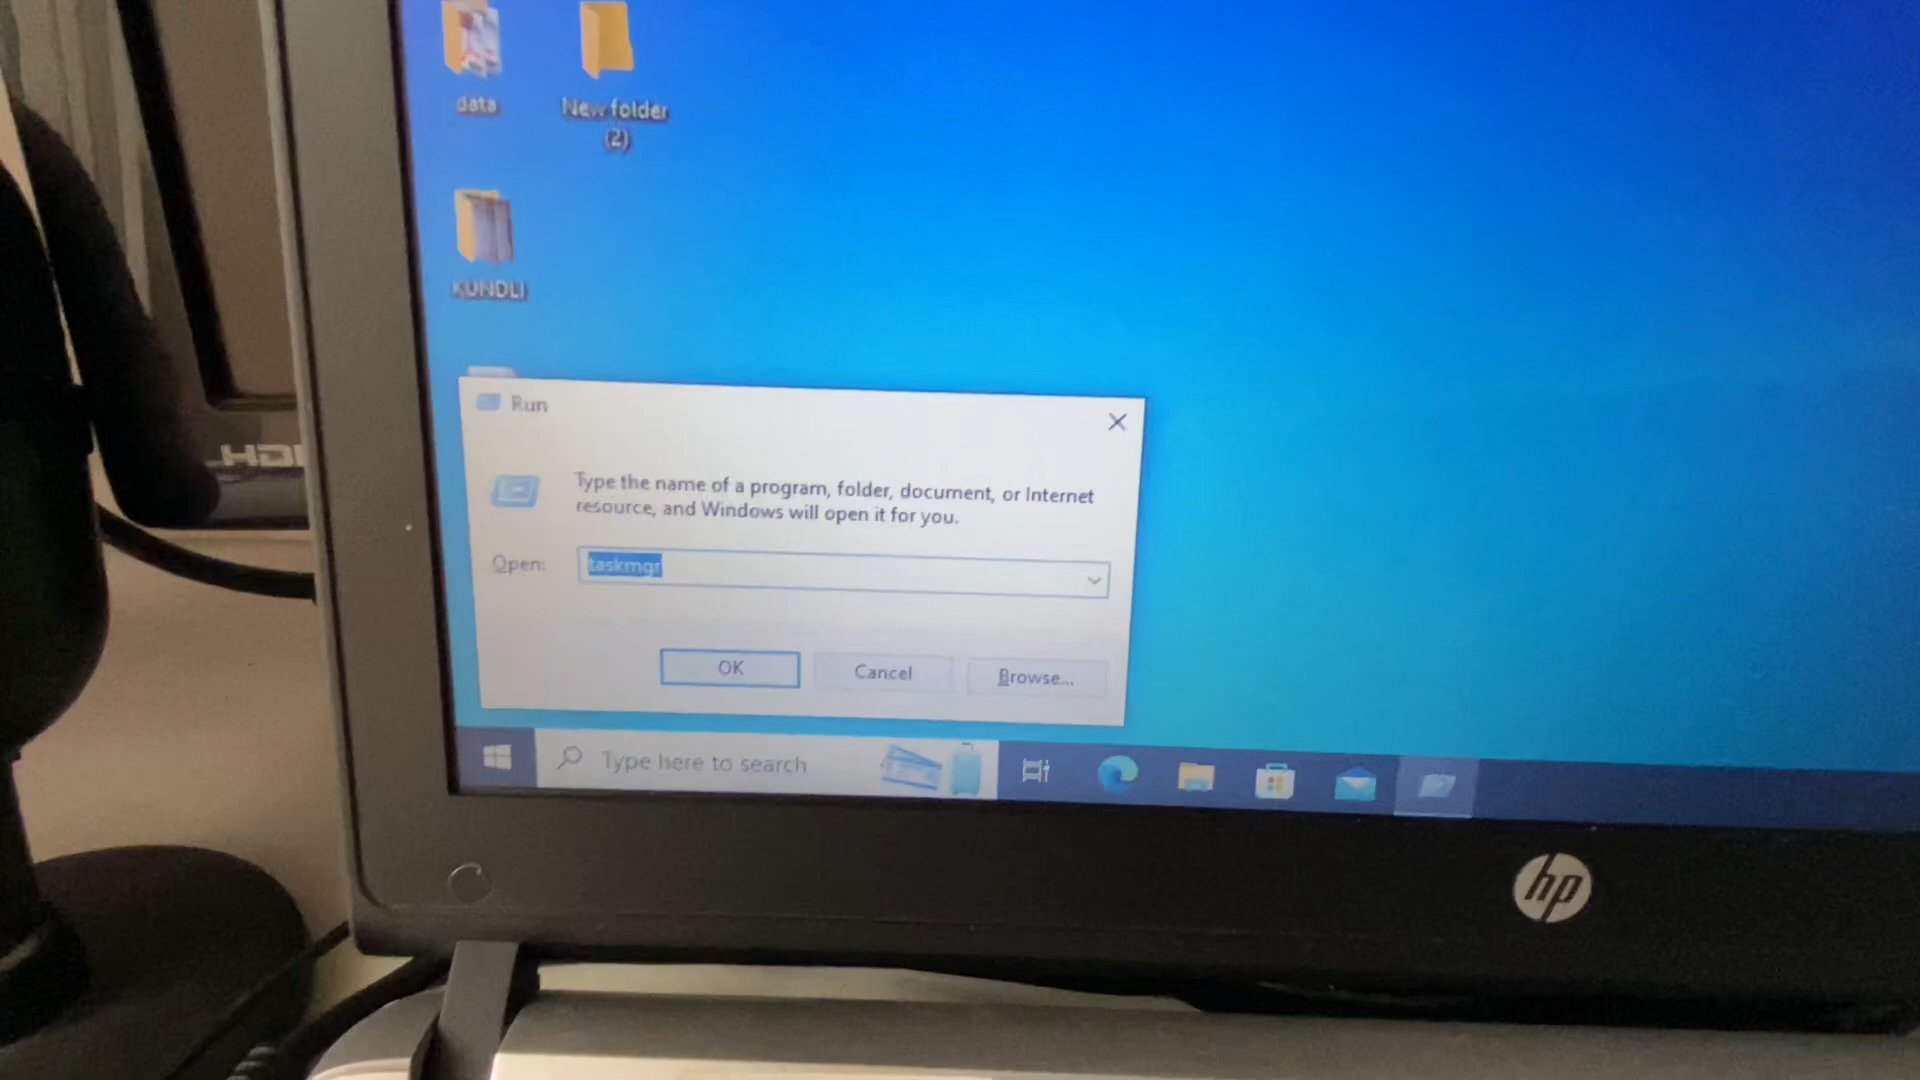 data
New folder
(2)
KUNDLI
Run
Type the name of a program, folder, document, or Internet
resource, and Windows will open it for you.
Open:
taskmgr
OK
Cancel
Browse...
Type here to search
HDMI
hp